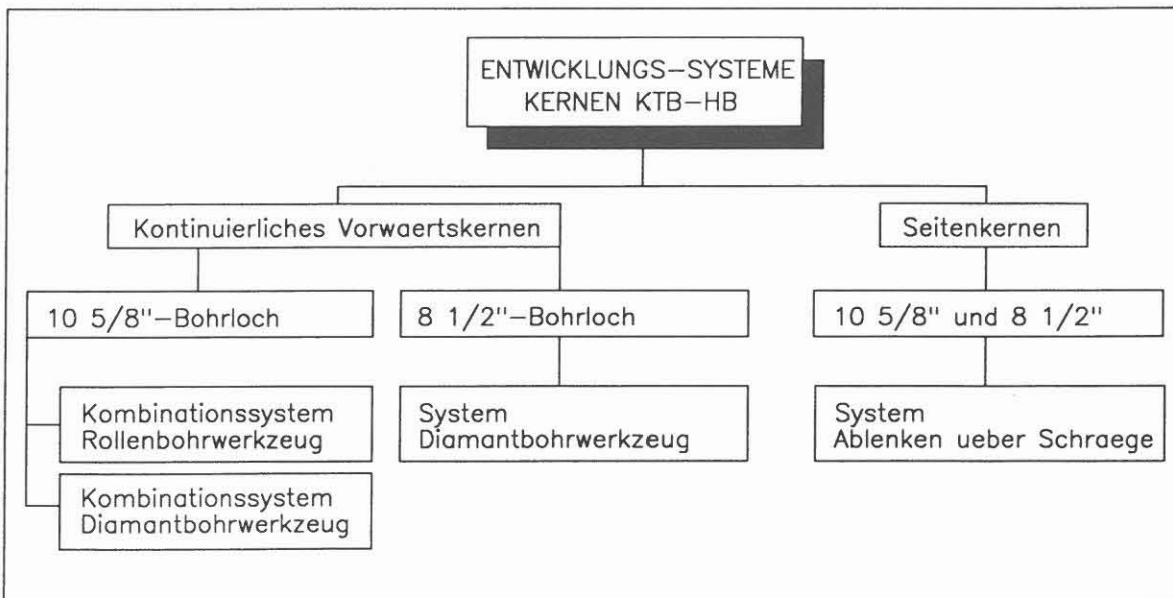 ENTWICKLUNGS-SYSTEME
KERNEN KTB-HB
Kontinuierliches Vorwaertskernen
Seitenkernen
10 5/8"-Bohrloch
8 1/2"-Bohrloch
10 5/8" und 8 1/2"
Kombinationssystem
Rollenbohrwerkzeug
System
Diamantbohrwerkzeug
System
Ablenken ueber Schraege
Kombinationssystem
Diamantbohrwerkzeug